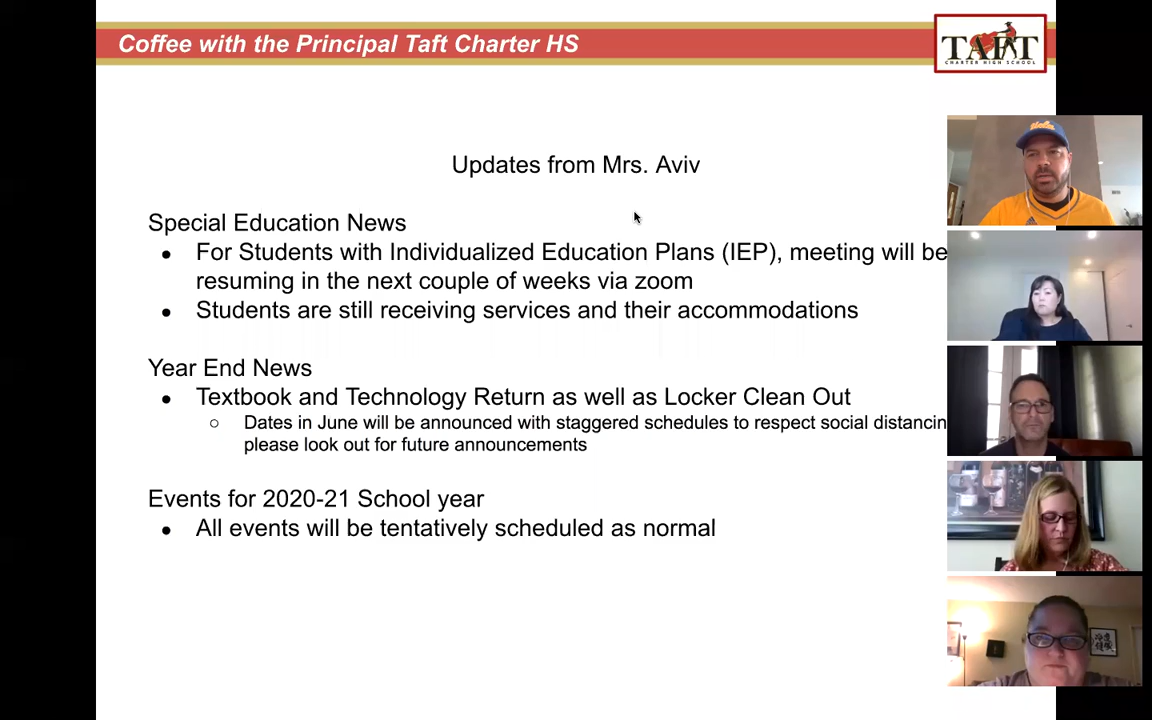 Coffee with the Principal Taft Charter HS
TAFT
CHARTER HIGH SCHOOL
Updates from Mrs. Aviv
Special Education News
● For Students with Individualized Education Plans (IEP), meeting will be
resuming in the next couple of weeks via zoom
● Students are still receiving services and their accommodations
Year End News
● Textbook and Technology Return as well as Locker Clean Out
○ Dates in June will be announced with staggered schedules to respect social distancin
please look out for future announcements
Events for 2020-21 School year
● All events will be tentatively scheduled as normal